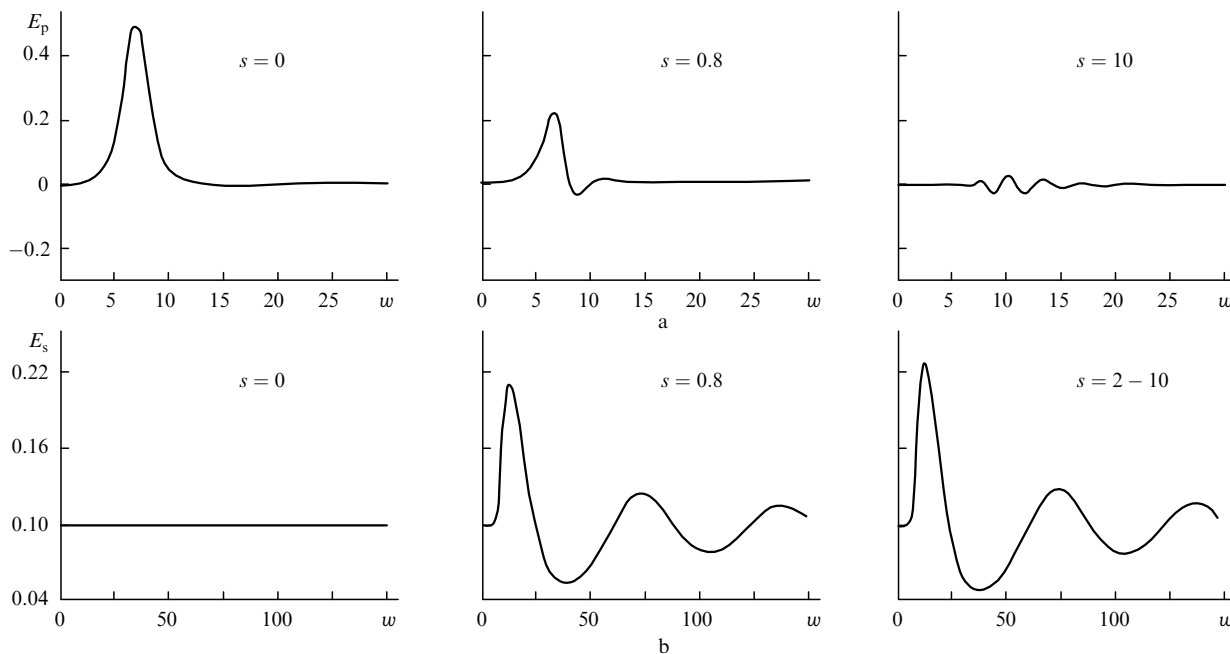 E_p
0.4
0.2
0
−0.2
s = 0
s = 0.8
s = 10
0 5 10 15 20 25 w
0 5 10 15 20 25 w
0 5 10 15 20 25 w
a
E_s
0.22
0.16
0.10
0.04
s = 0
s = 0.8
s = 2 − 10
0 50 100 w
0 50 100 w
0 50 100 w
b